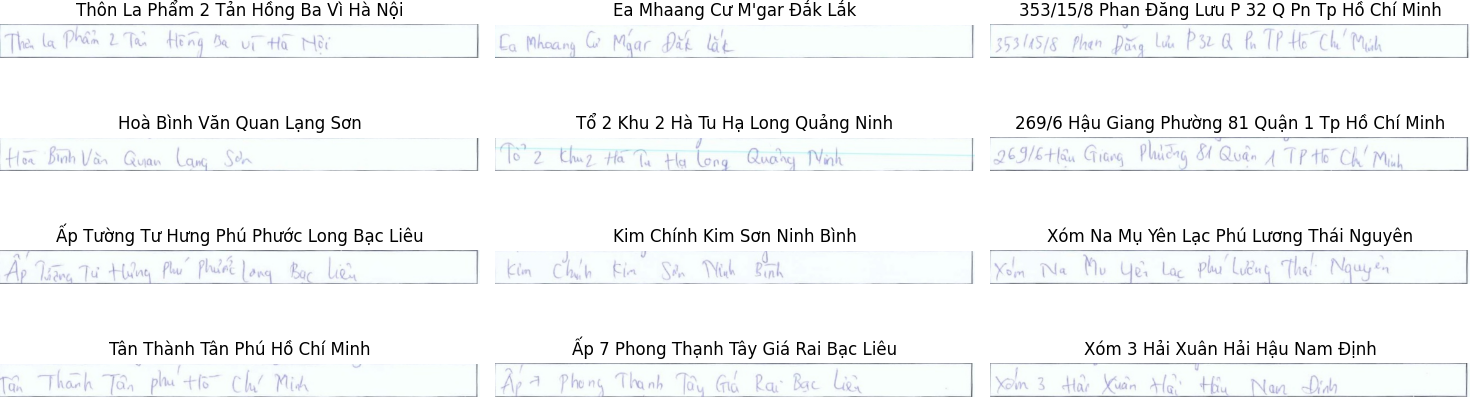 Thôn La Phẩm 2 Tản Hồng Ba Vì Hà Nội
Thôn La Phẩm 2 Tản Hồng Ba Vì Hà Nội
Ea Mhaang Cư M'gar Đắk Lắk
Ea Mhaang Cư M'gar Đắk Lắk
353/15/8 Phan Đăng Lưu P 32 Q Pn Tp Hồ Chí Minh
353/15/8 Phan Đăng Lưu P 32 Q Pn TP Hồ Chí Minh
Hoà Bình Văn Quan Lạng Sơn
Hòa Bình Văn Quan Lạng Sơn
Tổ 2 Khu 2 Hà Tu Hạ Long Quảng Ninh
Tổ 2 Khu 2 Hà Tu Hạ Long Quảng Ninh
269/6 Hậu Giang Phường 81 Quận 1 Tp Hồ Chí Minh
269/6 Hậu Giang Phường 81 Quận 1 TP Hồ Chí Minh
Ấp Tường Tư Hưng Phú Phước Long Bạc Liêu
Ấp Tường Tư Hưng Phú Phước Long Bạc Liêu
Kim Chính Kim Sơn Ninh Bình
Kim Chính Kim Sơn Ninh Bình
Xóm Na Mụ Yên Lạc Phú Lương Thái Nguyên
Xóm Na Mụ Yên Lạc Phú Lương Thái Nguyên
Tân Thành Tân Phú Hồ Chí Minh
Tân Thành Tân Phú Hồ Chí Minh
Ấp 7 Phong Thạnh Tây Giá Rai Bạc Liêu
Ấp 7 Phong Thạnh Tây Giá Rai Bạc Liêu
Xóm 3 Hải Xuân Hải Hậu Nam Định
Xóm 3 Hải Xuân Hải Hậu Nam Định